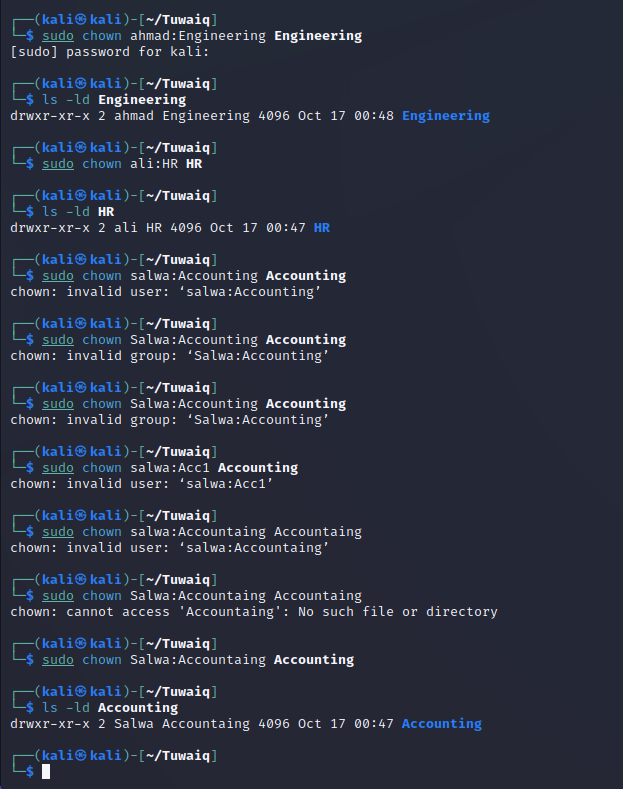 ┌──(kali㉿kali)-[~/Tuwaiq]
└─$ sudo chown ahmad:Engineering Engineering
[sudo] password for kali:

┌──(kali㉿kali)-[~/Tuwaiq]
└─$ ls -ld Engineering
drwxr-xr-x 2 ahmad Engineering 4096 Oct 17 00:48 Engineering

┌──(kali㉿kali)-[~/Tuwaiq]
└─$ sudo chown ali:HR HR

┌──(kali㉿kali)-[~/Tuwaiq]
└─$ ls -ld HR
drwxr-xr-x 2 ali HR 4096 Oct 17 00:47 HR

┌──(kali㉿kali)-[~/Tuwaiq]
└─$ sudo chown salwa:Accounting Accounting
chown: invalid user: ‘salwa:Accounting’

┌──(kali㉿kali)-[~/Tuwaiq]
└─$ sudo chown Salwa:Accounting Accounting
chown: invalid group: ‘Salwa:Accounting’

┌──(kali㉿kali)-[~/Tuwaiq]
└─$ sudo chown Salwa:Accounting Accounting
chown: invalid group: ‘Salwa:Accounting’

┌──(kali㉿kali)-[~/Tuwaiq]
└─$ sudo chown salwa:Acc1 Accounting
chown: invalid user: ‘salwa:Acc1’

┌──(kali㉿kali)-[~/Tuwaiq]
└─$ sudo chown salwa:Accountaing Accountaing
chown: invalid user: ‘salwa:Accountaing’

┌──(kali㉿kali)-[~/Tuwaiq]
└─$ sudo chown Salwa:Accountaing Accountaing
chown: cannot access 'Accountaing': No such file or directory

┌──(kali㉿kali)-[~/Tuwaiq]
└─$ sudo chown Salwa:Accountaing Accounting

┌──(kali㉿kali)-[~/Tuwaiq]
└─$ ls -ld Accounting
drwxr-xr-x 2 Salwa Accountaing 4096 Oct 17 00:47 Accounting

┌──(kali㉿kali)-[~/Tuwaiq]
└─$